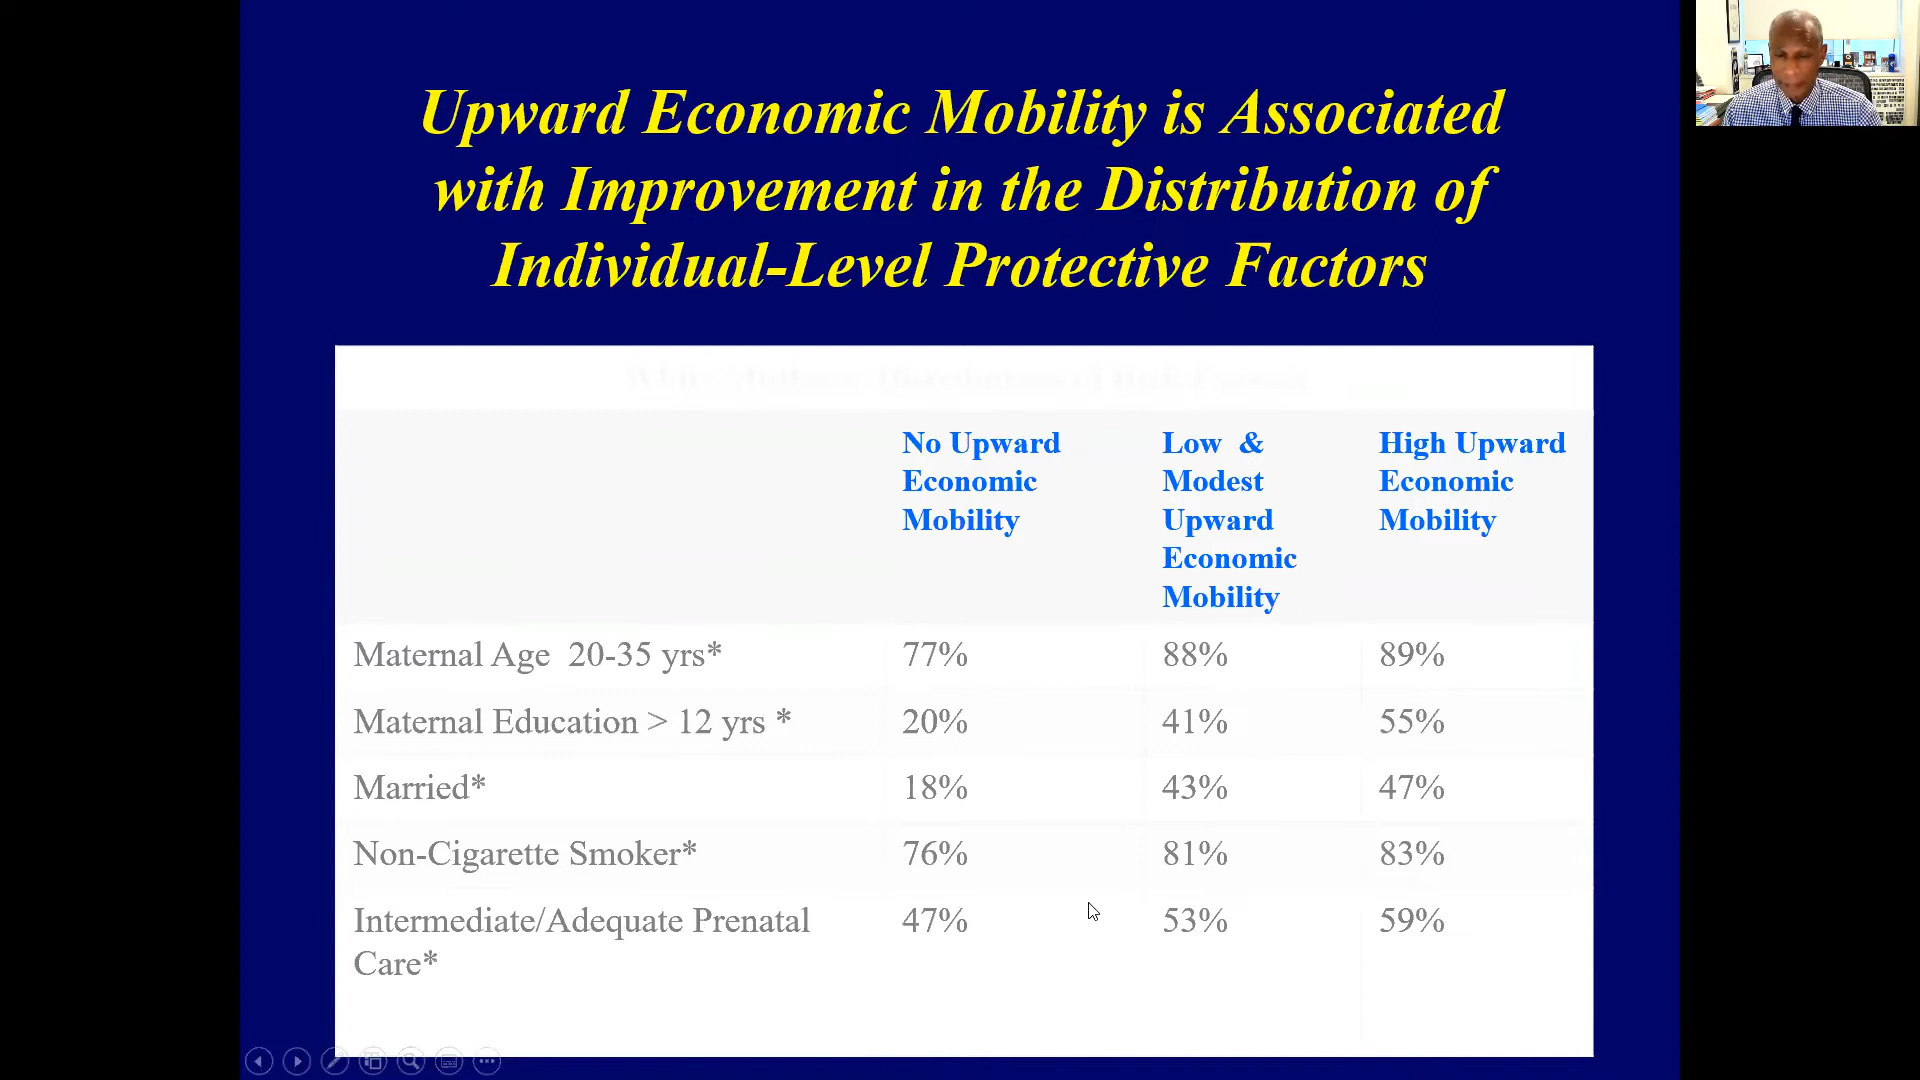 Upward Economic Mobility is Associated
with Improvement in the Distribution of
Individual-Level Protective Factors
No Upward Economic Mobility
Low & Modest Upward Economic Mobility
High Upward Economic Mobility
Maternal Age 20-35 yrs* 77% 88% 89%
Maternal Education > 12 yrs * 20% 41% 55%
Married* 18% 43% 47%
Non-Cigarette Smoker* 76% 81% 83%
Intermediate/Adequate Prenatal Care* 47% 53% 59%